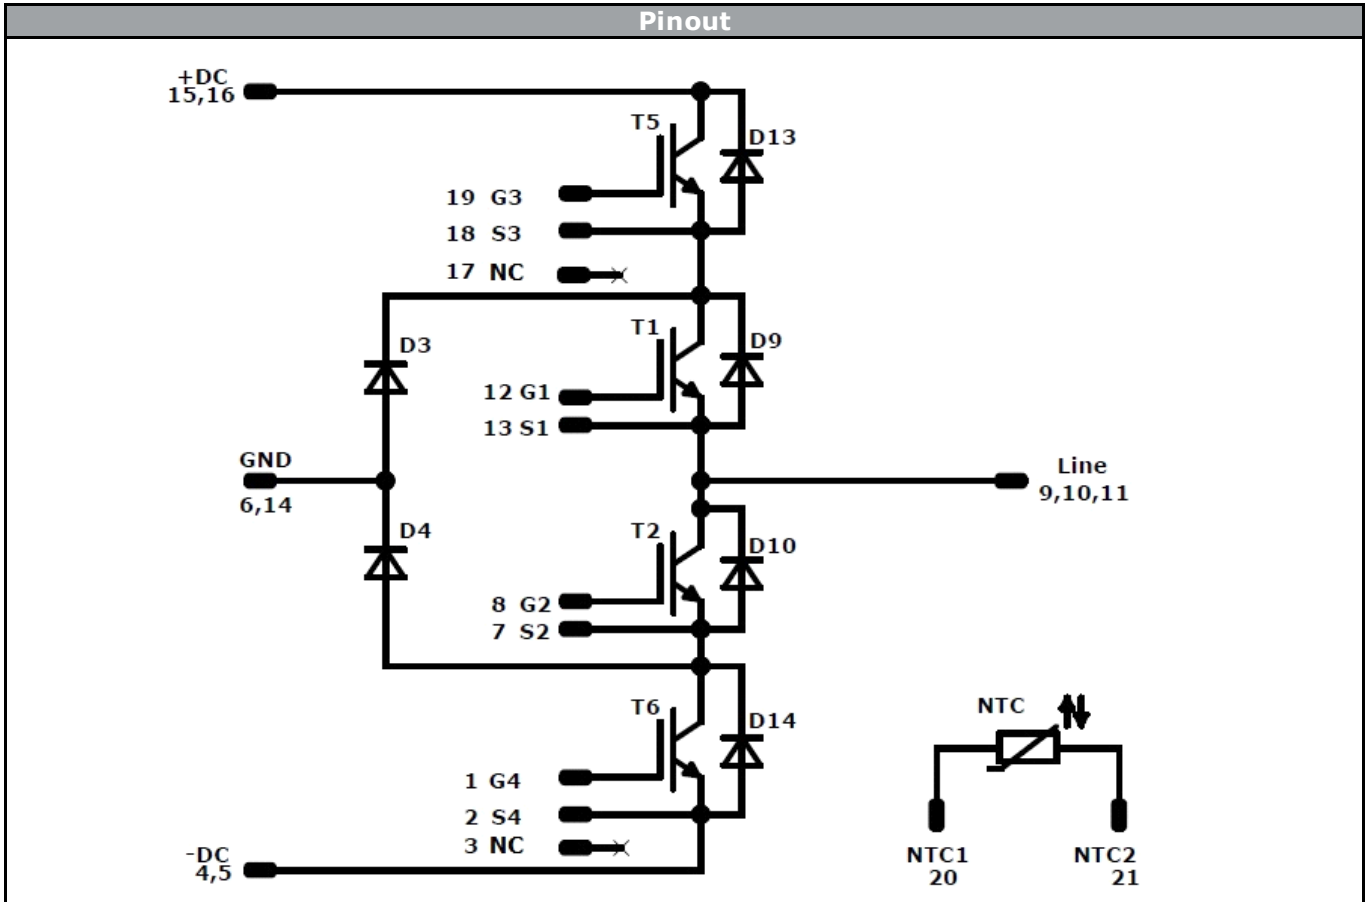 Pinout
+DC
15,16
T5
D13
19 G3
18 S3
17 NC
T1
D9
D3
12 G1
13 S1
GND
6,14
Line
9,10,11
D4
T2
D10
8 G2
7 S2
T6
D14
NTC
1 G4
2 S4
3 NC
-DC
4,5
NTC1
20
NTC2
21